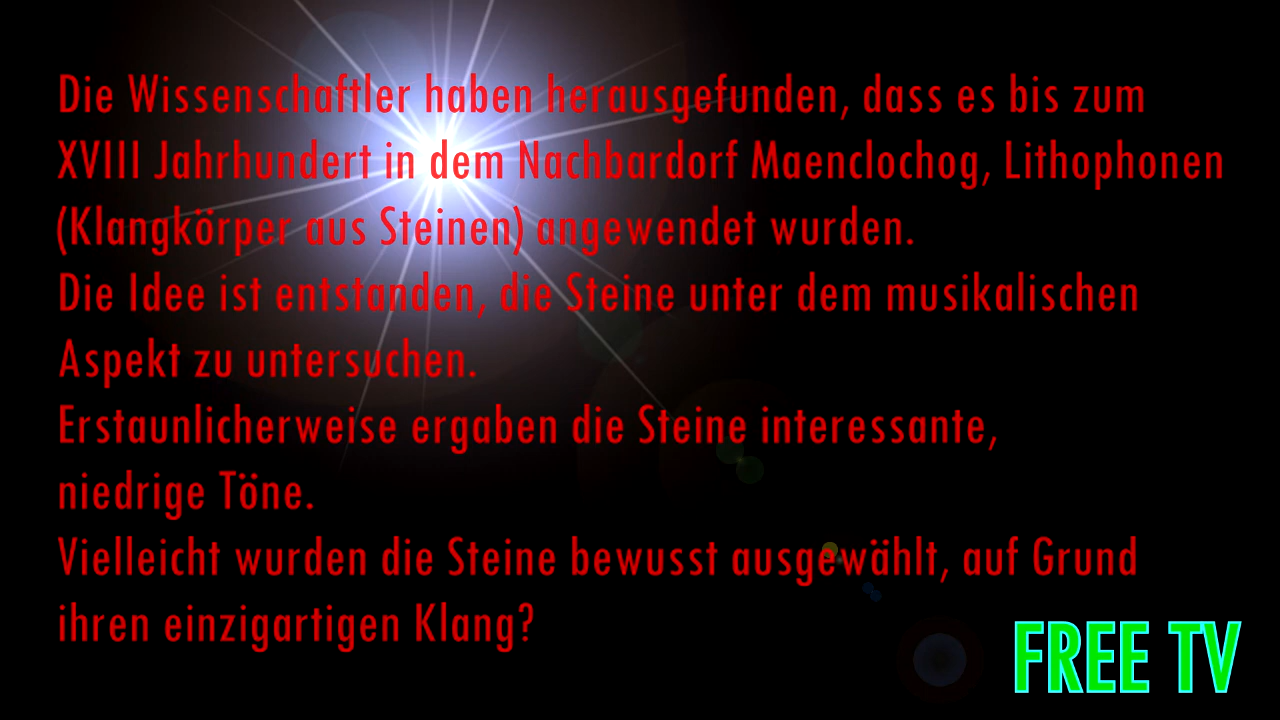 Die Wissenschaftler haben herausgefunden, dass es bis zum
XVIII Jahrhundert in dem Nachbardorf Maenclochog, Lithophonen
(Klangkörper aus Steinen) angewendet wurden.
Die Idee ist entstanden, die Steine unter dem musikalischen
Aspekt zu untersuchen.
Erstaunlicherweise ergaben die Steine interessante,
niedrige Töne.
Vielleicht wurden die Steine bewusst ausgewählt, auf Grund
ihren einzigartigen Klang?
FREE TV